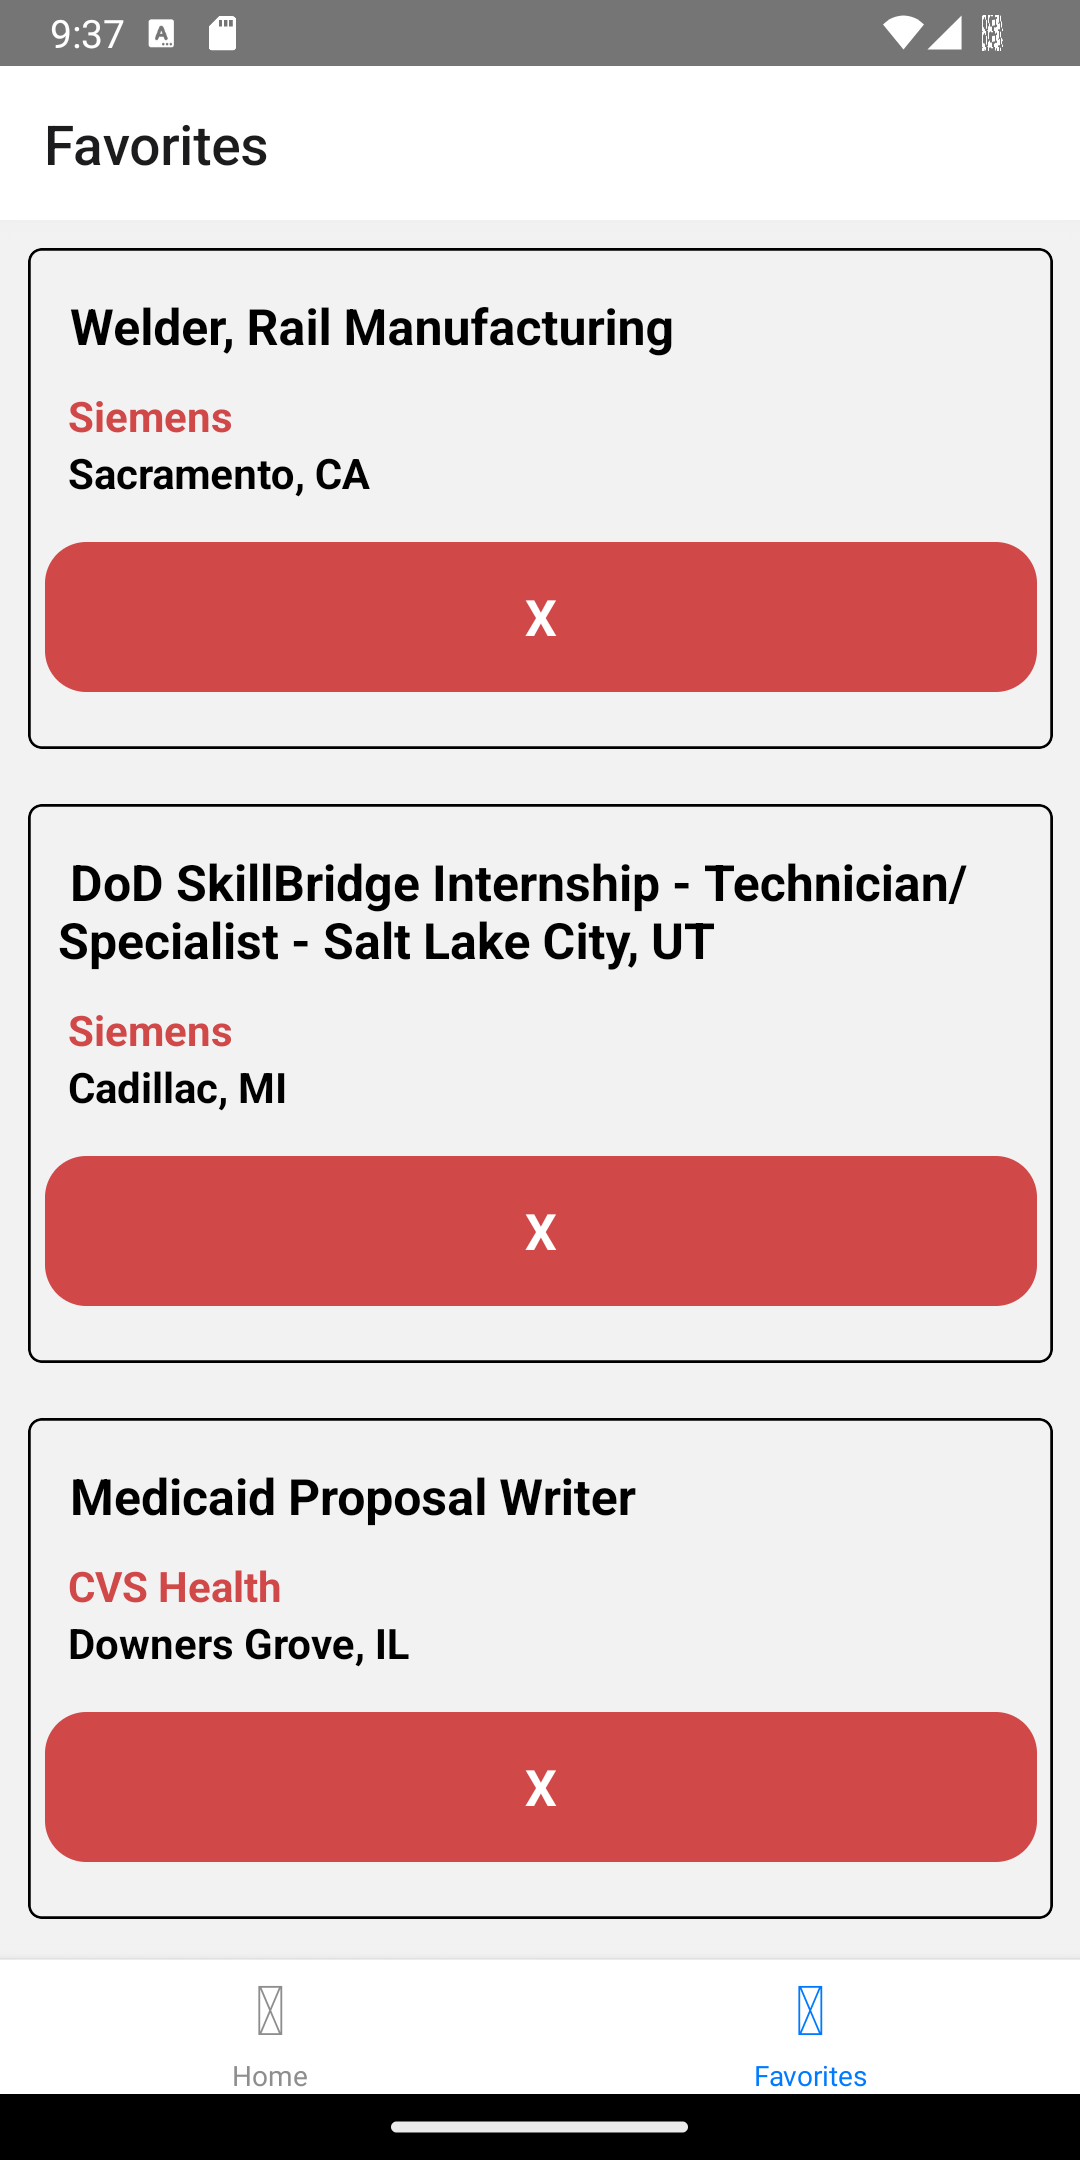 9:37
Favorites
Welder, Rail Manufacturing
Siemens
Sacramento, CA
X
DoD SkillBridge Internship - Technician/
Specialist - Salt Lake City, UT
Siemens
Cadillac, MI
X
Medicaid Proposal Writer
CVS Health
Downers Grove, IL
X
Home
Favorites